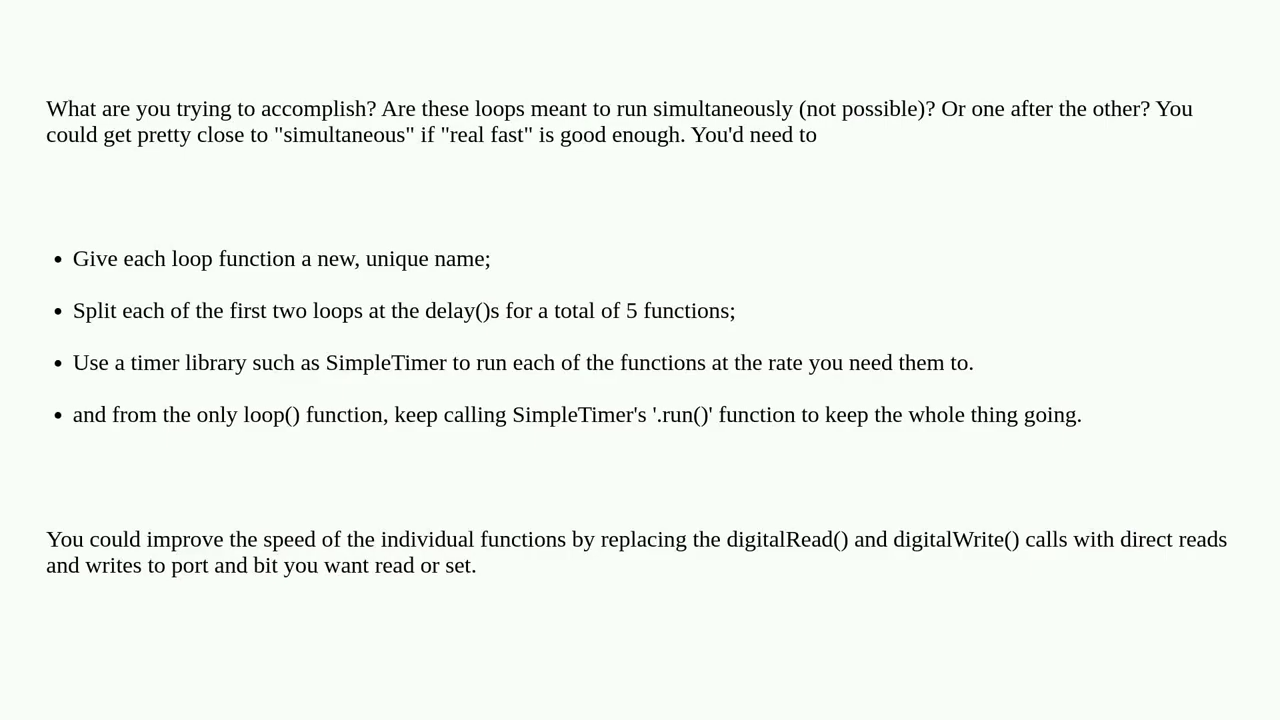 What are you trying to accomplish? Are these loops meant to run simultaneously (not possible)? Or one after the other? You
could get pretty close to "simultaneous" if "real fast" is good enough. You'd need to
• Give each loop function a new, unique name;
• Split each of the first two loops at the delay()s for a total of 5 functions;
• Use a timer library such as SimpleTimer to run each of the functions at the rate you need them to.
• and from the only loop() function, keep calling SimpleTimer's '.run()' function to keep the whole thing going.
You could improve the speed of the individual functions by replacing the digitalRead() and digitalWrite() calls with direct reads
and writes to port and bit you want read or set.